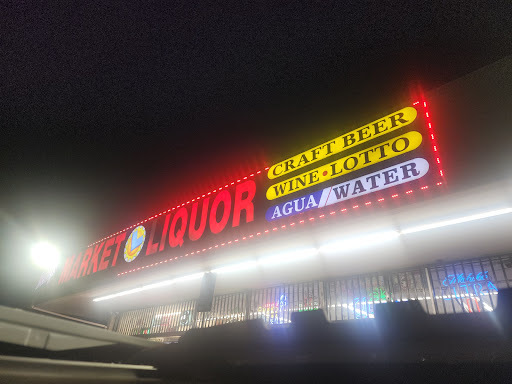 MARKET LIQUOR
CRAFT BEER
WINE • LOTTO
AGUA/WATER